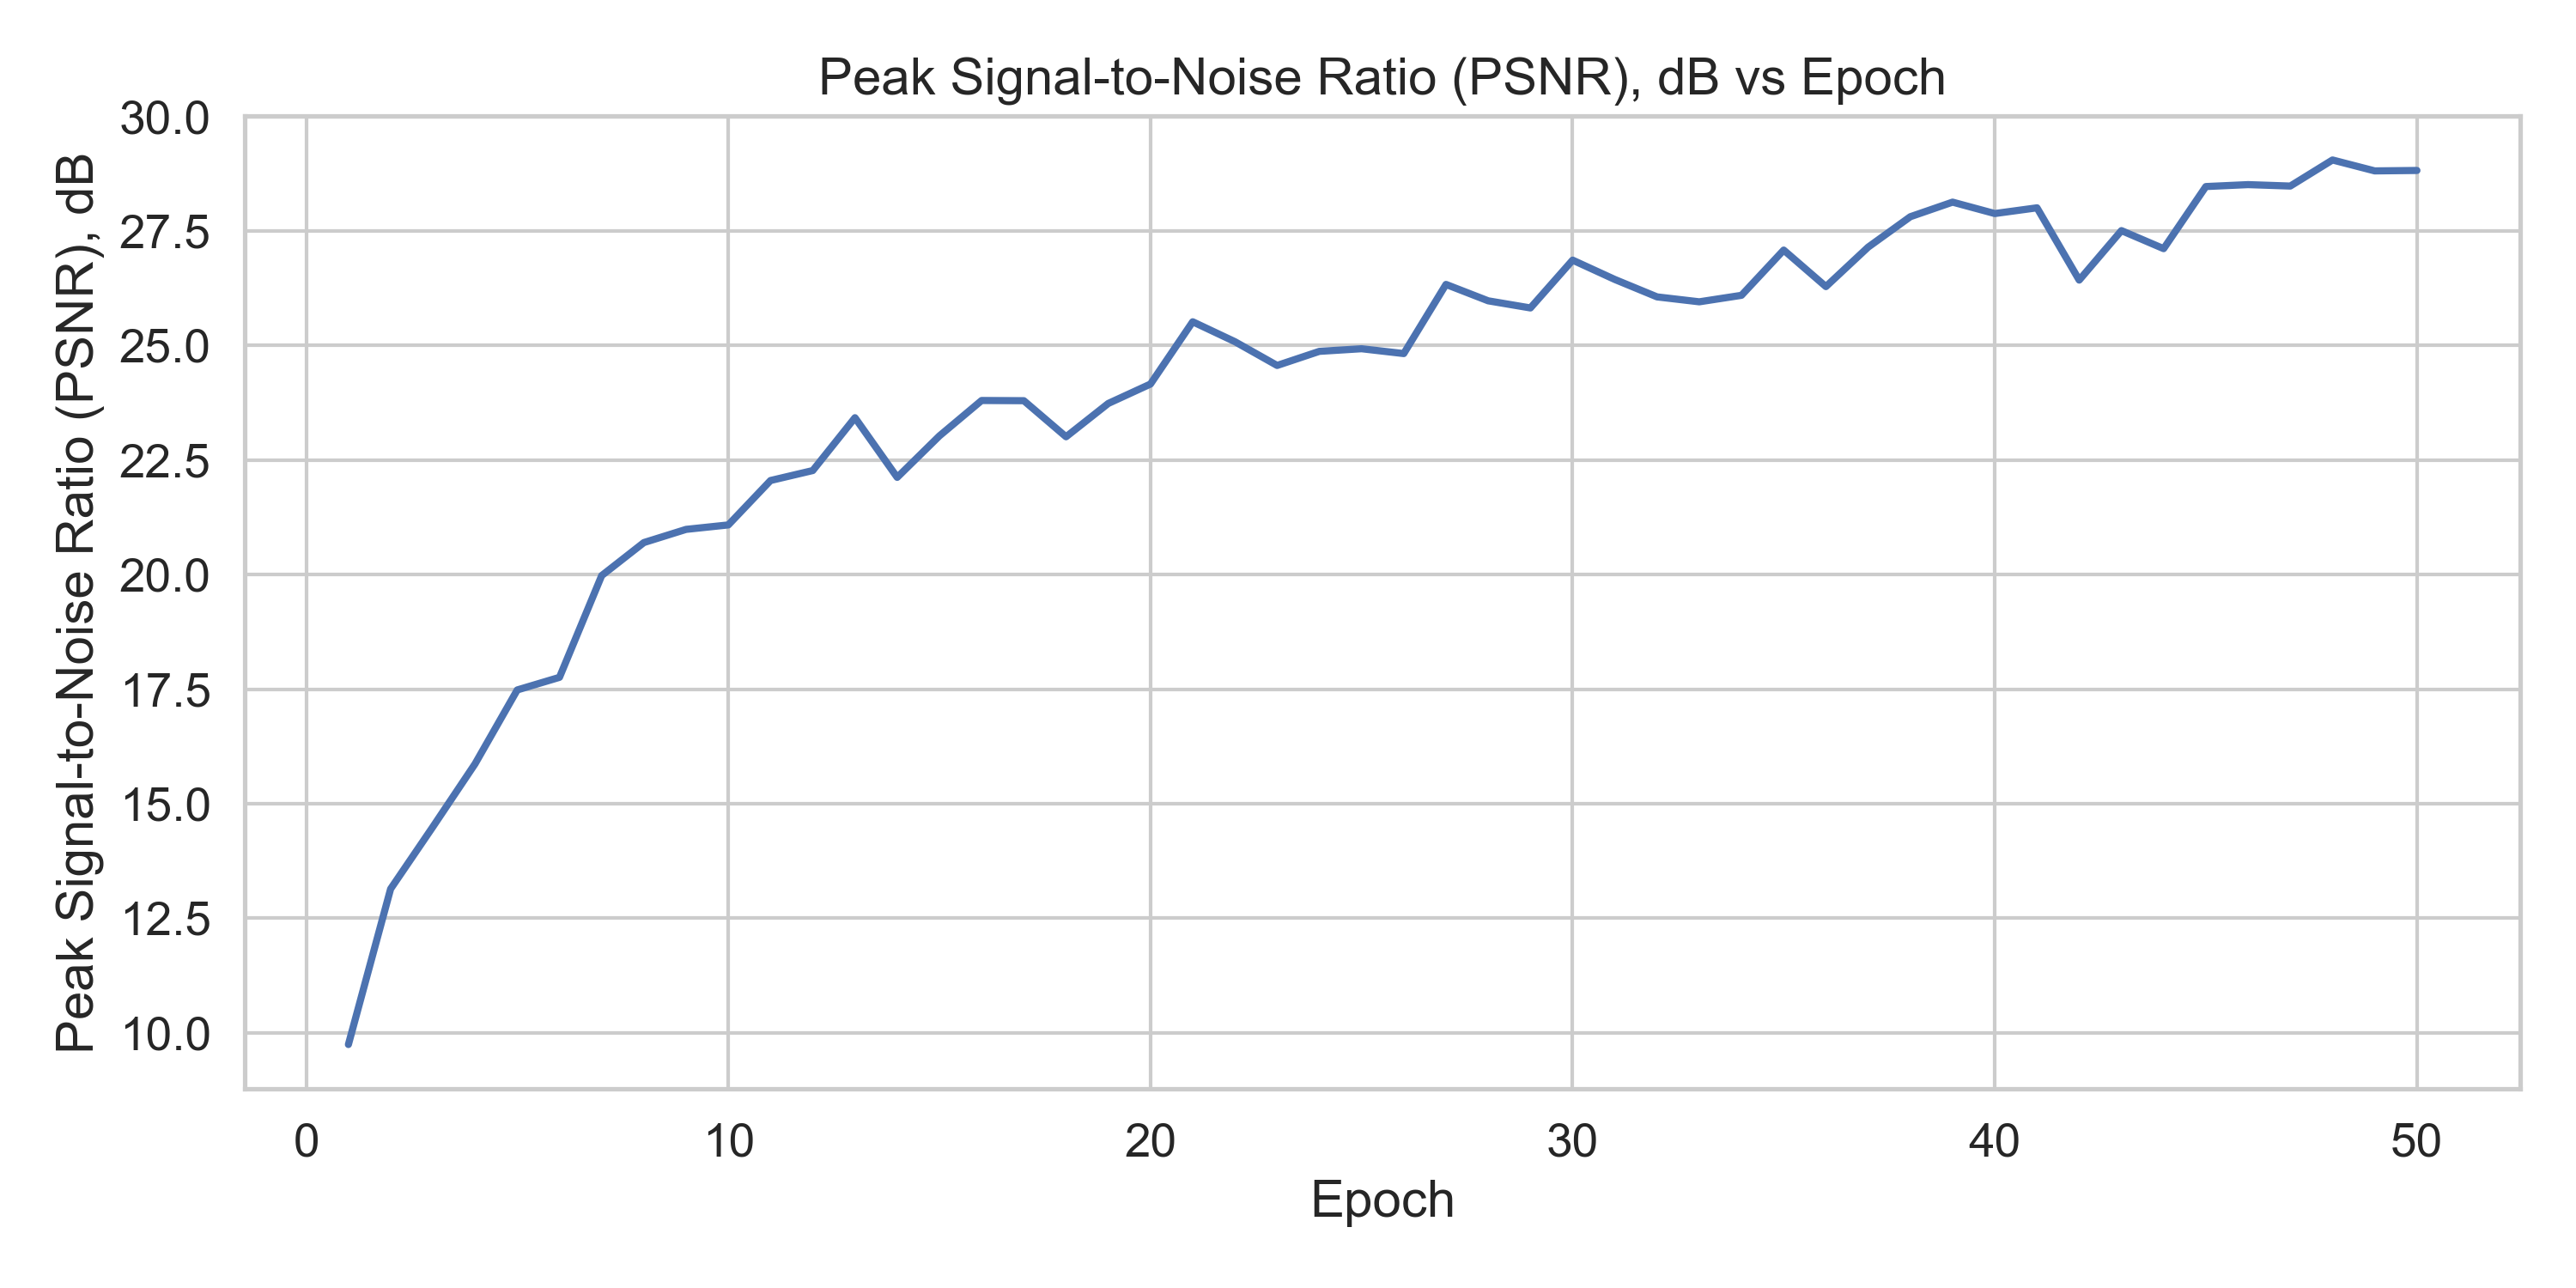 Peak Signal-to-Noise Ratio (PSNR), dB vs Epoch
Peak Signal-to-Noise Ratio (PSNR), dB
30.0
27.5
25.0
22.5
20.0
17.5
15.0
12.5
10.0
0 10 20 30 40 50
Epoch